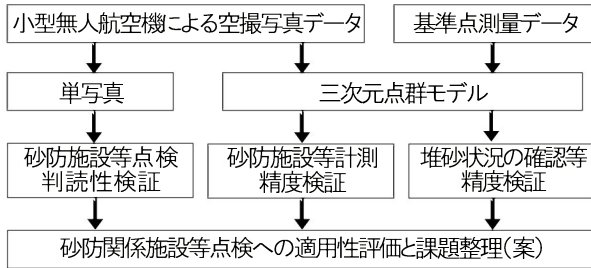 小型無人航空機による空撮写真データ
基準点測量データ
単写真
三次元点群モデル
砂防施設等点検
判読性検証
砂防施設等計測
精度検証
堆砂状況の確認等
精度検証
砂防関係施設等点検への適用性評価と課題整理（案）